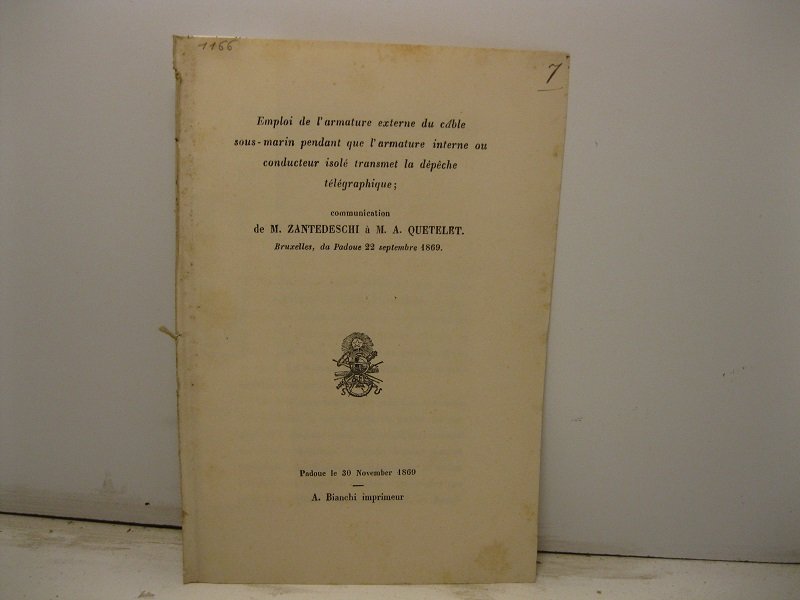 1166
7
Emploi de l'armature externe du câble
sous-marin pendant que l'armature interne ou
conducteur isolé transmet la dépêche
télégraphique;
communication
de M. ZANTEDESCHI à M. A. QUETELET.
Bruxelles, da Padoue 22 septembre 1869.
Padoue le 30 November 1869
A. Bianchi imprimeur